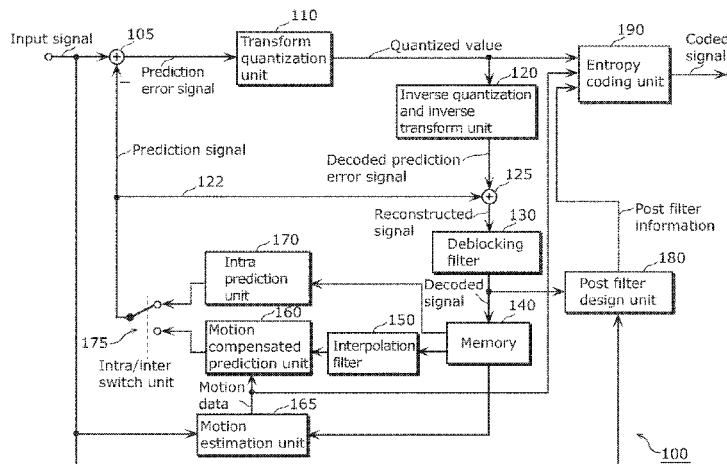 Input signal
105
110
Transform
quantization
unit
Prediction
error signal
Quantized value
190
Entropy
coding unit
Coded
signal
120
Inverse quantization
and inverse
transform unit
Prediction signal
Decoded prediction
error signal
122
125
Reconstructed
signal
130
Deblocking
filter
Post filter
information
170
Intra
prediction
unit
Decoded
signal
180
Post filter
design unit
160
Motion
compensated
prediction unit
150
Interpolation
filter
140
Memory
175
Intra/inter
switch unit
Motion
data
165
Motion
estimation unit
100